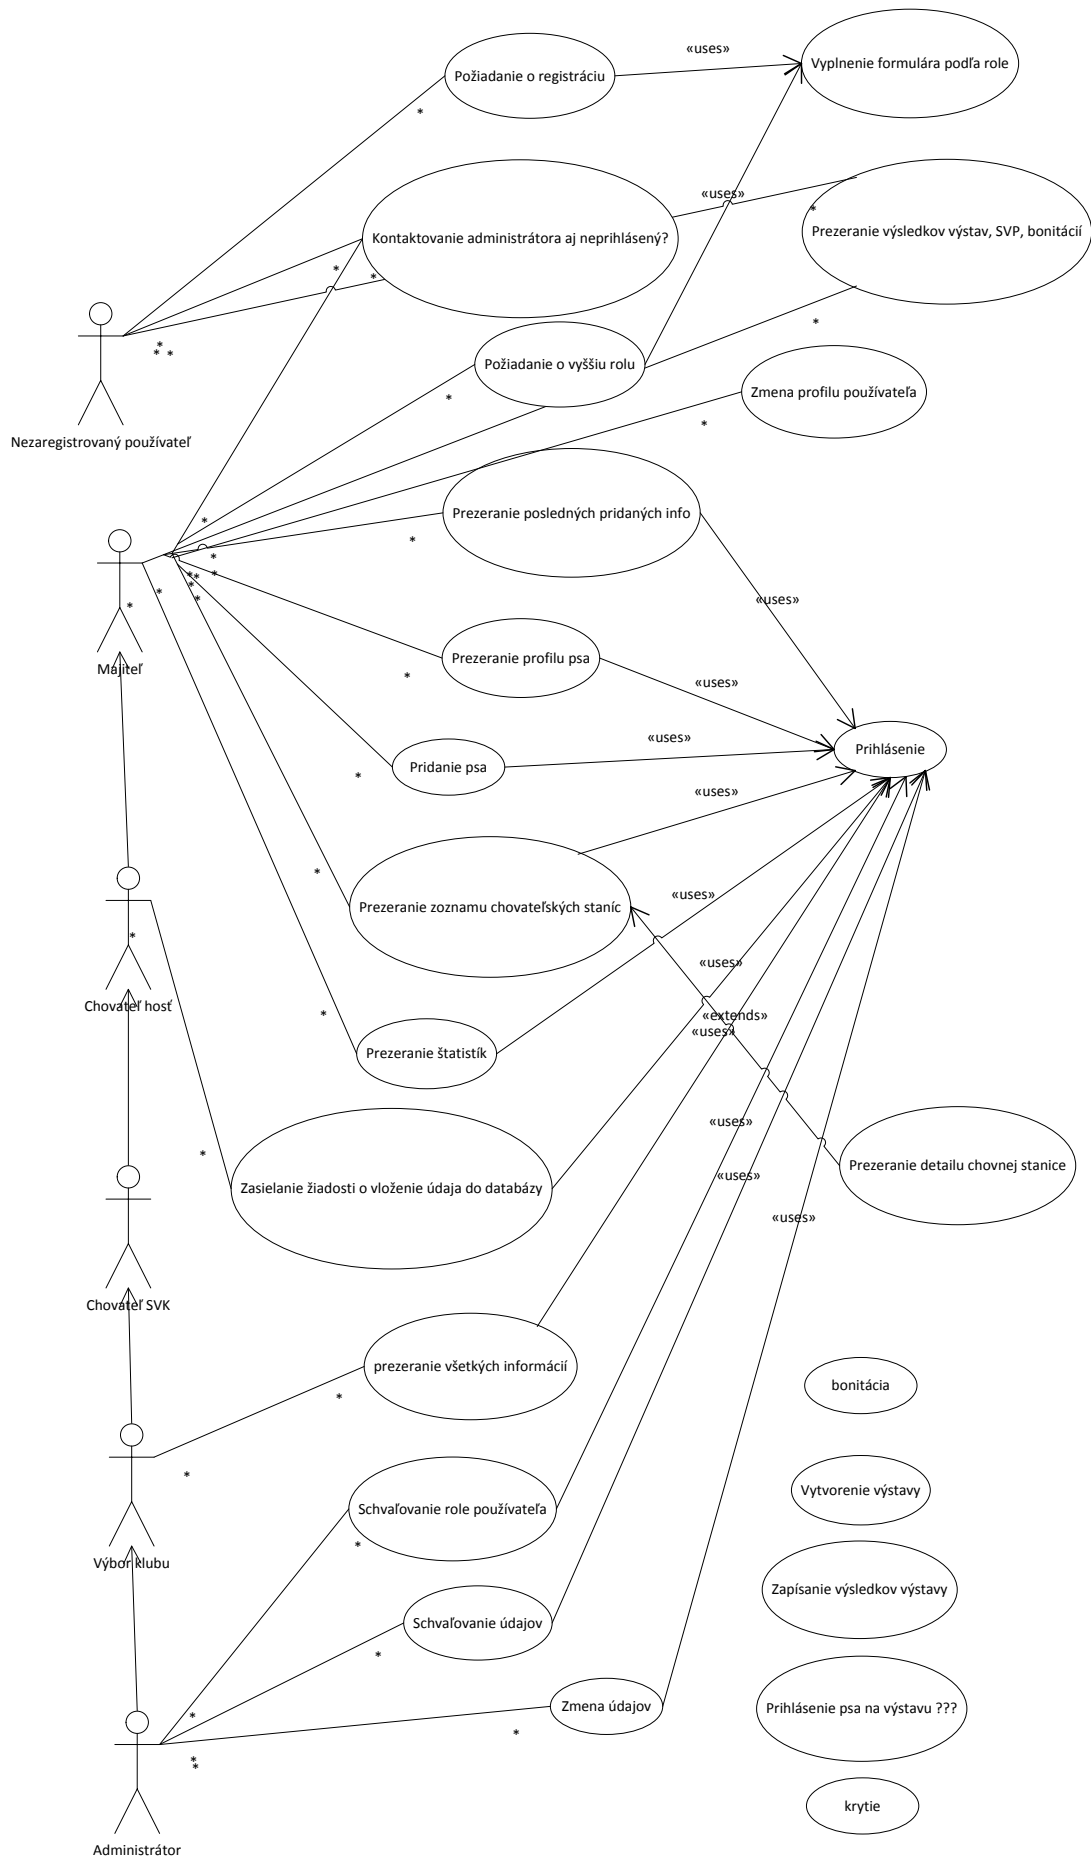 «uses»
Požiadanie o registráciu
Vyplnenie formulára podľa role
*
«uses»
Kontaktovanie administrátora aj neprihlásený?
*
Prezeranie výsledkov výstav, SVP, bonitácií
*
*
*
*
*
*
Nezaregistrovaný používateľ
Požiadanie o vyššiu rolu
*
Zmena profilu používateľa
*
*
Prezeranie posledných pridaných info
*
*
*
*
*
*
*
*
*
*
Majiteľ
«uses»
Prezeranie profilu psa
*
«uses»
«uses»
Prihlásenie
Pridanie psa
*
«uses»
*
Prezeranie zoznamu chovateľských staníc
«uses»
*
Chovateľ hosť
«uses»
*
«extends»
«uses»
Prezeranie štatistík
«uses»
*
Prezeranie detailu chovnej stanice
«uses»
Zasielanie žiadosti o vloženie údaja do databázy
«uses»
Chovateľ SVK
prezeranie všetkých informácií
*
bonitácia
*
Výbor klubu
Vytvorenie výstavy
Schvaľovanie role používateľa
*
Zapísanie výsledkov výstavy
Schvaľovanie údajov
*
Zmena údajov
*
Prihlásenie psa na výstavu ???
*
*
*
krytie
Administrátor